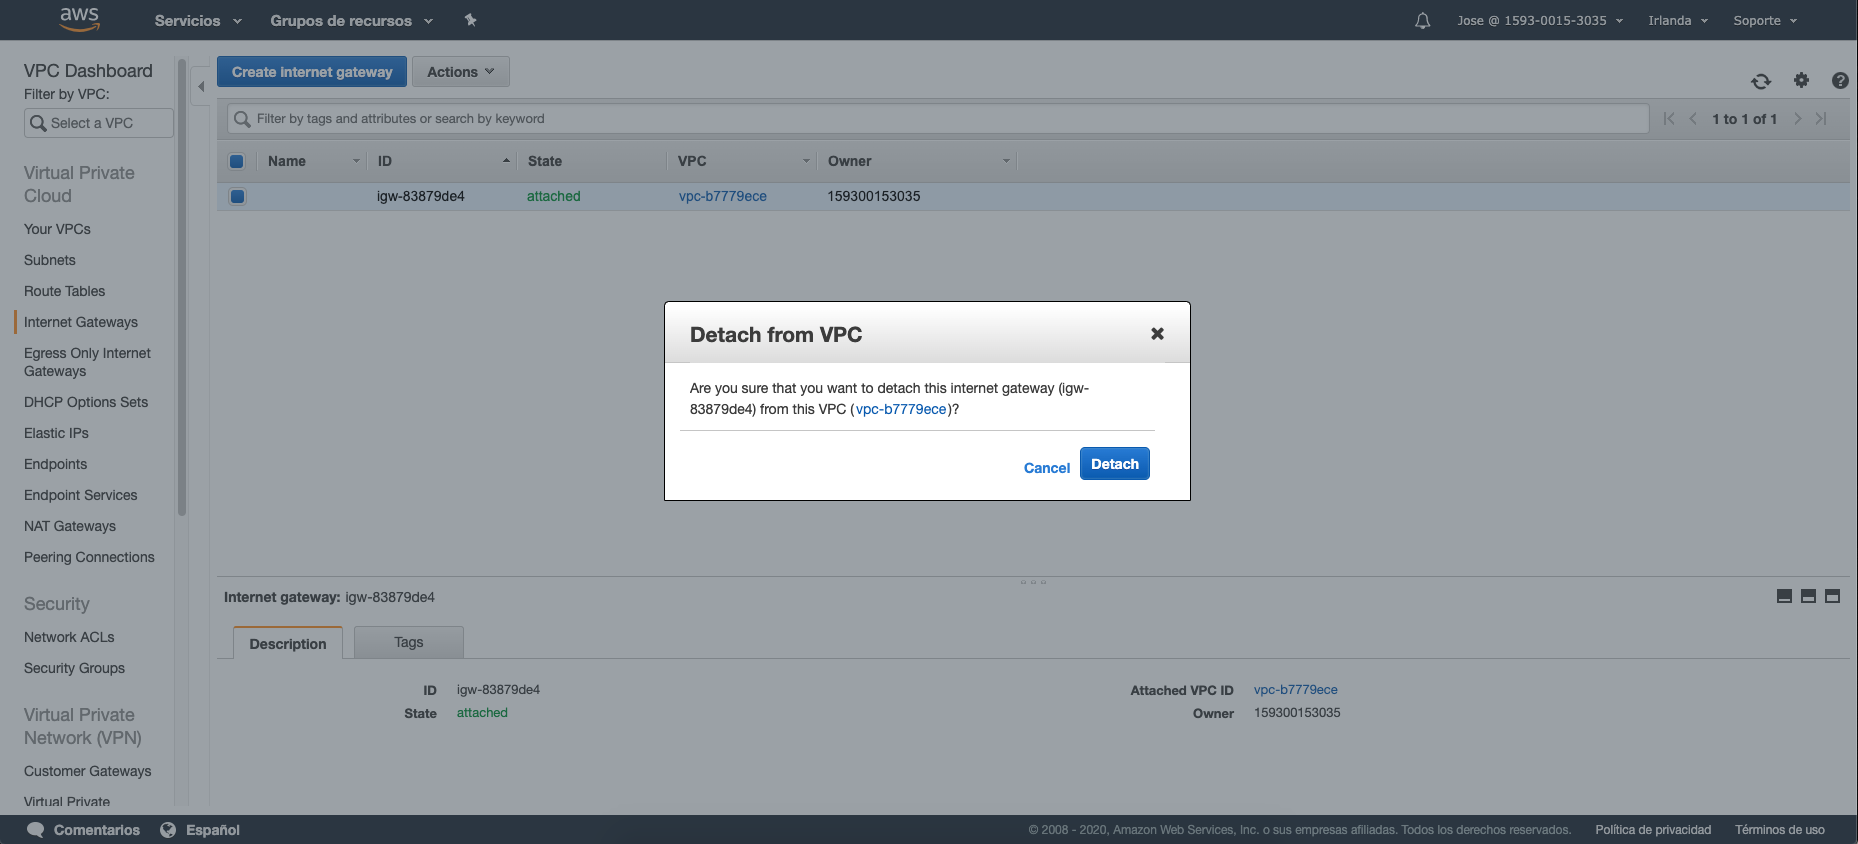 aws
Servicios
Grupos de recursos
Jose @ 1593-0015-3035
Irlanda
Soporte
VPC Dashboard
Filter by VPC:
Select a VPC
Virtual Private
Cloud
Your VPCs
Subnets
Route Tables
Internet Gateways
Egress Only Internet
Gateways
DHCP Options Sets
Elastic IPs
Endpoints
Endpoint Services
NAT Gateways
Peering Connections
Security
Network ACLs
Security Groups
Virtual Private
Network (VPN)
Customer Gateways
Virtual Private
Create internet gateway
Actions
Filter by tags and attributes or search by keyword
1 to 1 of 1
Name ID State VPC Owner
igw-83879de4 attached vpc-b7779ece 159300153035
Detach from VPC
Are you sure that you want to detach this internet gateway (igw-
83879de4) from this VPC (vpc-b7779ece)?
Cancel
Detach
Internet gateway: igw-83879de4
Description
Tags
ID igw-83879de4
State attached
Attached VPC ID vpc-b7779ece
Owner 159300153035
Comentarios
Español
© 2008 - 2020, Amazon Web Services, Inc. o sus empresas afiliadas. Todos los derechos reservados.
Política de privacidad
Términos de uso